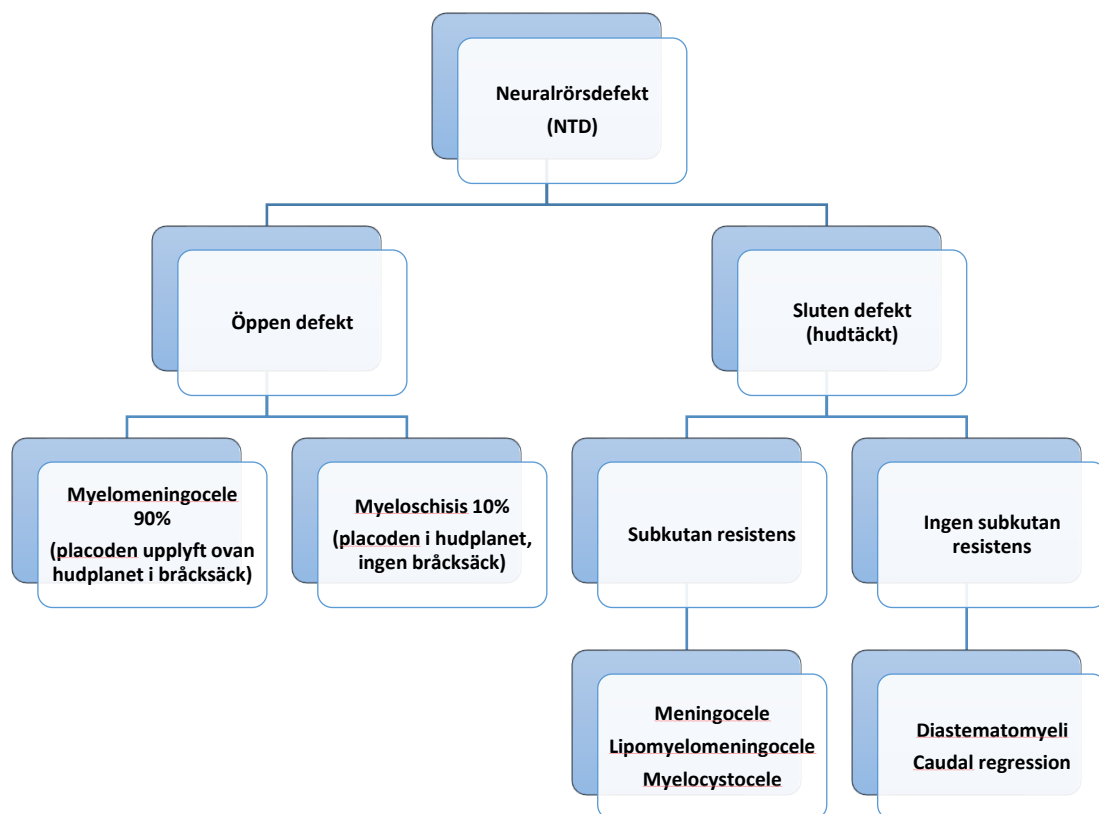 Neuralrörsdefekt
(NTD)
Öppen defekt
Sluten defekt
(hudtäckt)
Myelomeningocele
90%
(placoden upplyft ovan
hudplanet i bråcksäck)
Myeloschisis 10%
(placoden i hudplanet,
ingen bråcksäck)
Subkutan resistens
Ingen subkutan
resistens
Meningocele
Lipomyelomeningocele
Myelocystocele
Diastematomyeli
Caudal regression